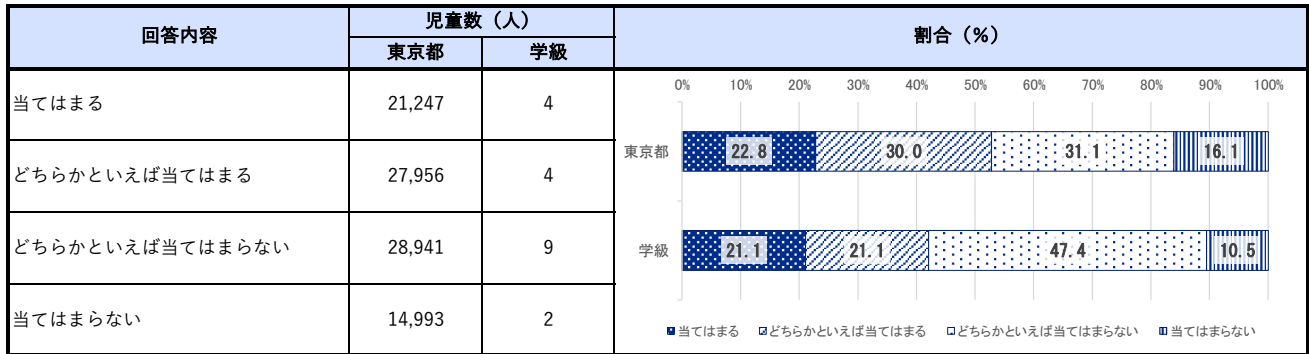 回答内容 児童数（人） 割合（%）
東京都 学級
当てはまる 21,247 4
どちらかといえば当てはまる 27,956 4
どちらかといえば当てはまらない 28,941 9
当てはまらない 14,993 2
0% 10% 20% 30% 40% 50% 60% 70% 80% 90% 100%
東京都 22.8 30.0 31.1 16.1
学級 21.1 21.1 47.4 10.5
当てはまる どちらかといえば当てはまる どちらかといえば当てはまらない 当てはまらない